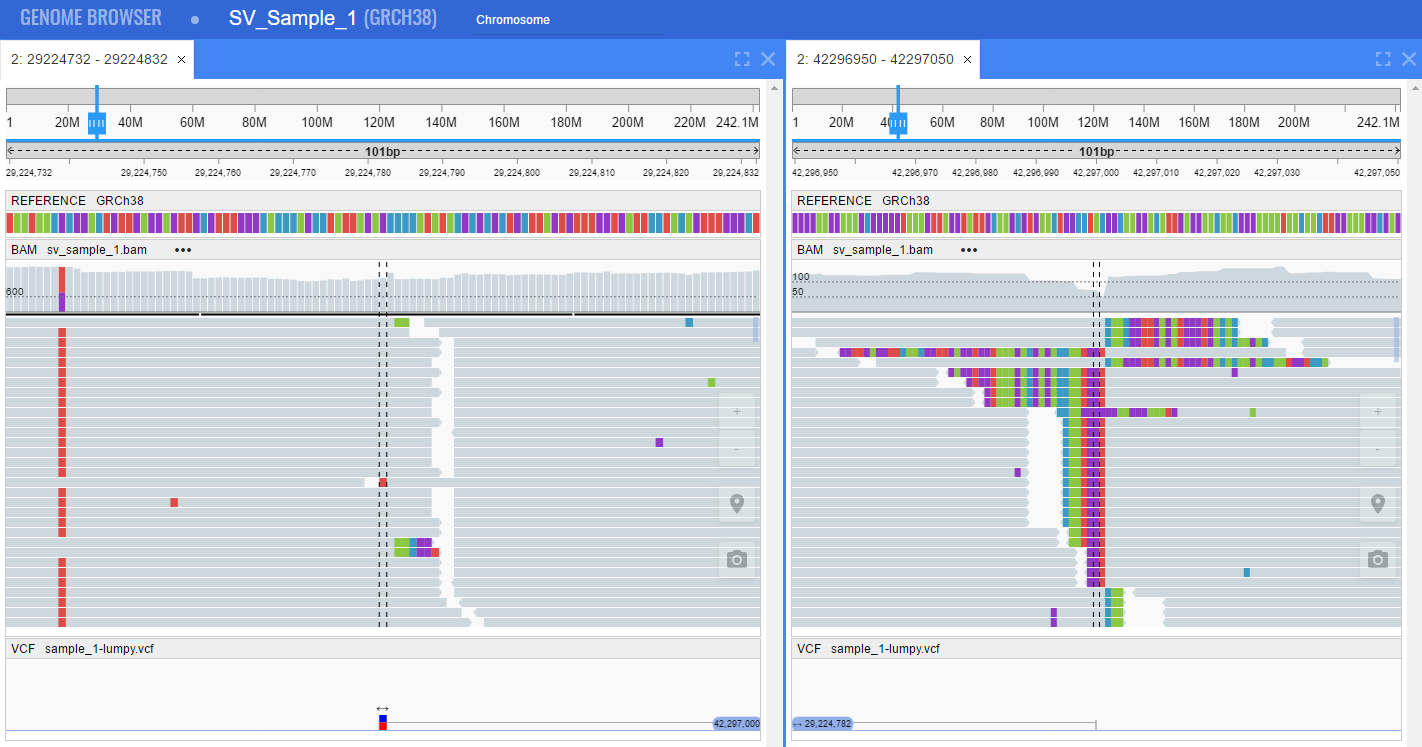 GENOME BROWSER SV_Sample_1 (GRCH38) Chromosome
2: 29224732 - 29224832 ×
1 20M 40M 60M 80M 100M 120M 140M 160M 180M 200M 220M 242.1M
101bp
29,224,732 29,224,750 29,224,760 29,224,770 29,224,780 29,224,790 29,224,800 29,224,810 29,224,820 29,224,832
REFERENCE GRCh38
BAM sv_sample_1.bam •••
600
+
-
VCF sample_1-lumpy.vcf
42,297,000
2: 42296950 - 42297050 ×
1 20M 40M 60M 80M 100M 120M 140M 160M 180M 200M 242.1M
101bp
42,296,950 42,296,970 42,296,980 42,296,990 42,297,000 42,297,010 42,297,020 42,297,030 42,297,050
REFERENCE GRCh38
BAM sv_sample_1.bam •••
100
50
+
-
VCF sample_1-lumpy.vcf
29,224,782